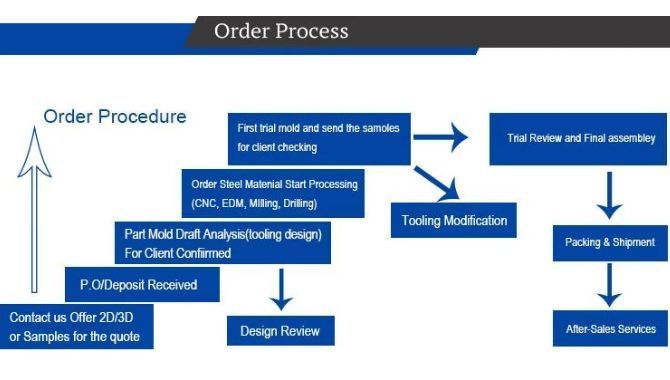 Order Process
Order Procedure
First trial mold and send the samoles
for client checking
Trial Review and Final assembley
Order Steel Material Start Processing
(CNC, EDM, MIlling, Drilling)
Tooling Modification
Part Mold Draft Analysis(tooling design)
For Client Confiirmed
Packing & Shipment
P.O/Deposit Received
Contact us Offer 2D/3D
or Samples for the quote
Design Review
After-Sales Services